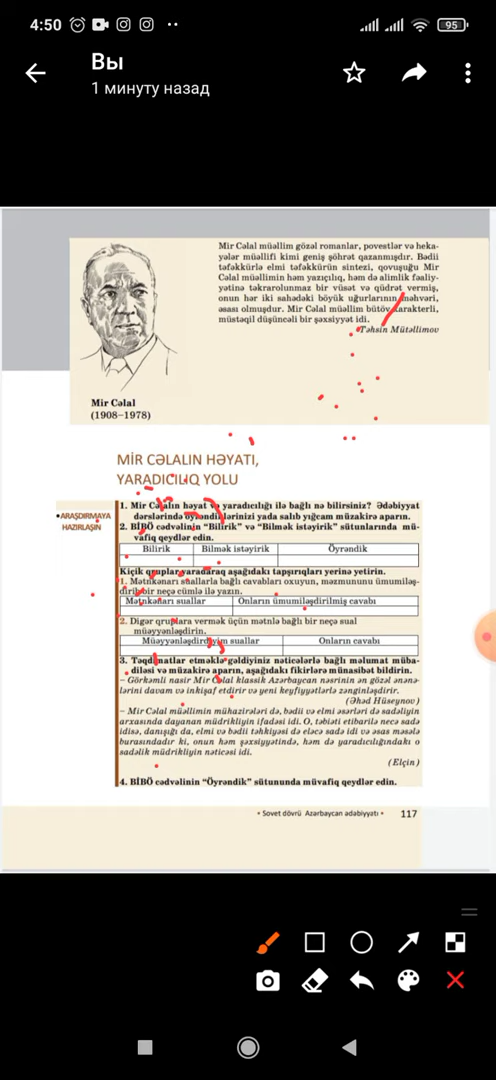 4:50
95
Вы
1 минуту назад
Mir Cəlal müəllim gözəl romanlar, povestlər və heka-
yələr müəllifi kimi geniş şöhrət qazanmışdır. Bədii
təfəkkürlə elmi təfəkkürün sintezi, qovuşuğu Mir
Cəlal müəllimin həm yazıçılıq, həm də alimlik fəaliy-
yətinə təkrarolunmaz bir vüsət və qüdrət vermiş,
onun hər iki sahədəki böyük uğurlarının məhvəri,
əsası olmuşdur. Mir Cəlal müəllim bütöv xarakterli,
müstəqil düşüncəli bir şəxsiyyət idi.
Təhsin Mütəllimov
Mir Cəlal
(1908–1978)
MİR CƏLALIN HƏYATI,
YARADICILIQ YOLU
• ARAŞDIRMAYA
HAZIRLAŞIN
1. Mir Cəlalın həyat və yaradıcılığı ilə bağlı nə bilirsiniz? Ədəbiyyat
dərslərində öyrəndiklərinizi yada salıb yığcam müzakirə aparın.
2. BİBÖ cədvəlinin “Bilirik” və “Bilmək istəyirik” sütunlarında mü-
vafiq qeydlər edin.
Bilirik Bilmək istəyirik Öyrəndik
Kiçik qruplar yaradaraq aşağıdakı tapşırıqları yerinə yetirin.
1. Mətnkənarı suallarla bağlı cavabları oxuyun, məzmununu ümumiləş-
dirib bir neçə cümlə ilə yazın.
Mətnkənarı suallar Onların ümumiləşdirilmiş cavabı
2. Digər qruplara vermək üçün mətnlə bağlı bir neçə sual
müəyyənləşdirin.
Müəyyənləşdirdiyim suallar Onların cavabı
3. Təqdimatlar etməklə gəldiyiniz nəticələrlə bağlı məlumat müba-
diləsi və müzakirə aparın, aşağıdakı fikirlərə münasibət bildirin.
– Görkəmli nasir Mir Cəlal klassik Azərbaycan nəsrinin ən gözəl ənənə-
lərini davam və inkişaf etdirir və yeni keyfiyyətlərlə zənginləşdirir.
(Əhəd Hüseynov)
– Mir Cəlal müəllimin mühazirələri də, bədii və elmi əsərləri də sadəliyin
arxasında dayanan müdrikliyin ifadəsi idi. O, təbiəti etibarilə necə sadə
idisə, danışığı da, elmi və bədii təhkiyəsi də eləcə sadə idi və əsas məsələ
burasındadır ki, onun həm şəxsiyyətində, həm də yaradıcılığındakı o
sadəlik müdrikliyin nəticəsi idi.
(Elçin)
4. BİBÖ cədvəlinin “Öyrəndik” sütununda müvafiq qeydlər edin.
• Sovet dövrü Azərbaycan ədəbiyyatı • 117